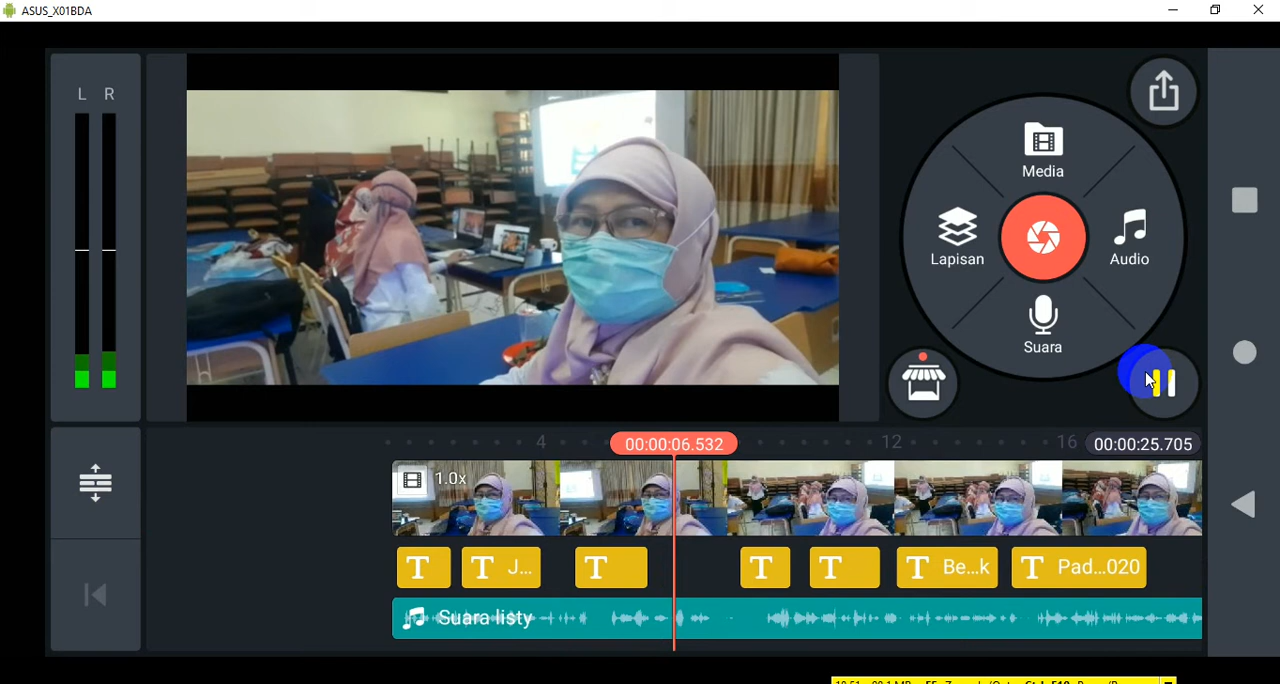 ASUS_X01BDA
L R
Media
Lapisan
Audio
Suara
4
00:00:06.532
12
16
00:00:25.705
1.0x
T
T J...
T
T
T
T Be...k
T Pad...020
Suara listy